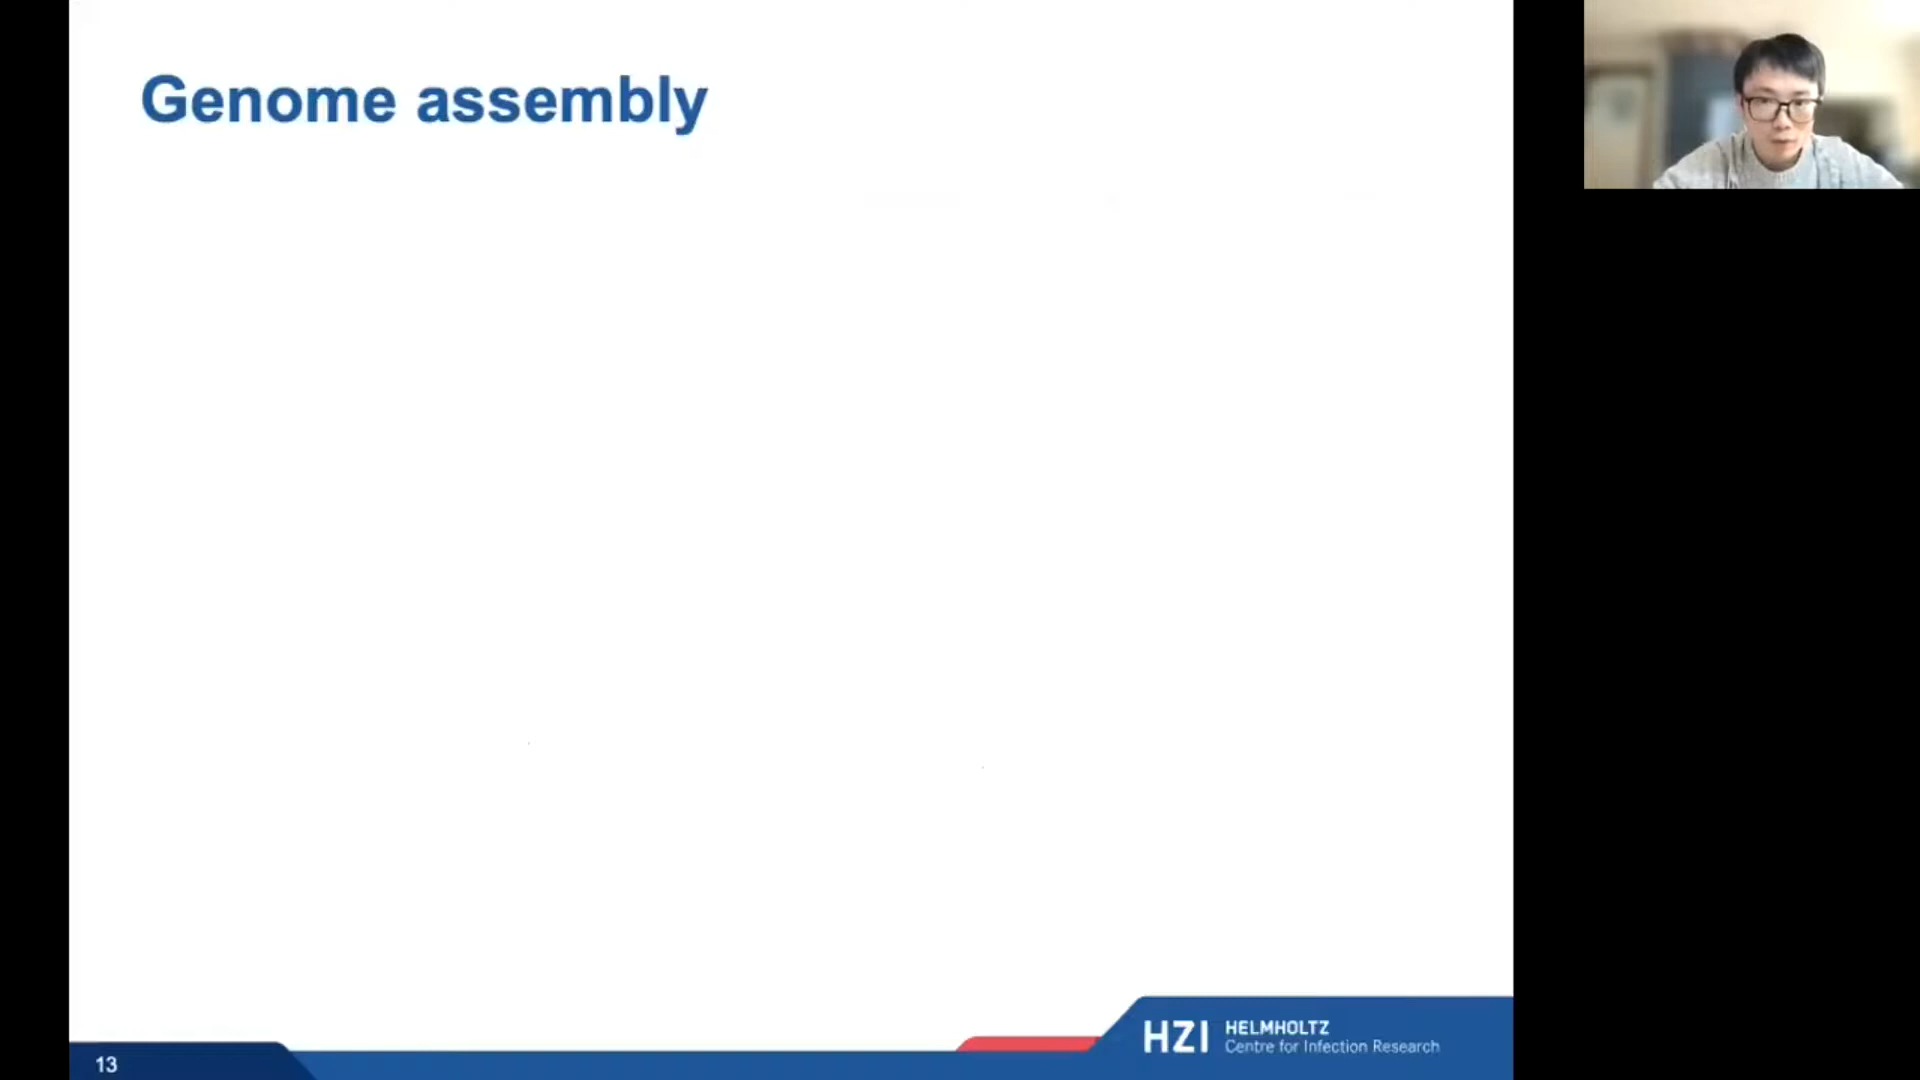 Genome assembly
13
HZI HELMHOLTZ
Centre for Infection Research